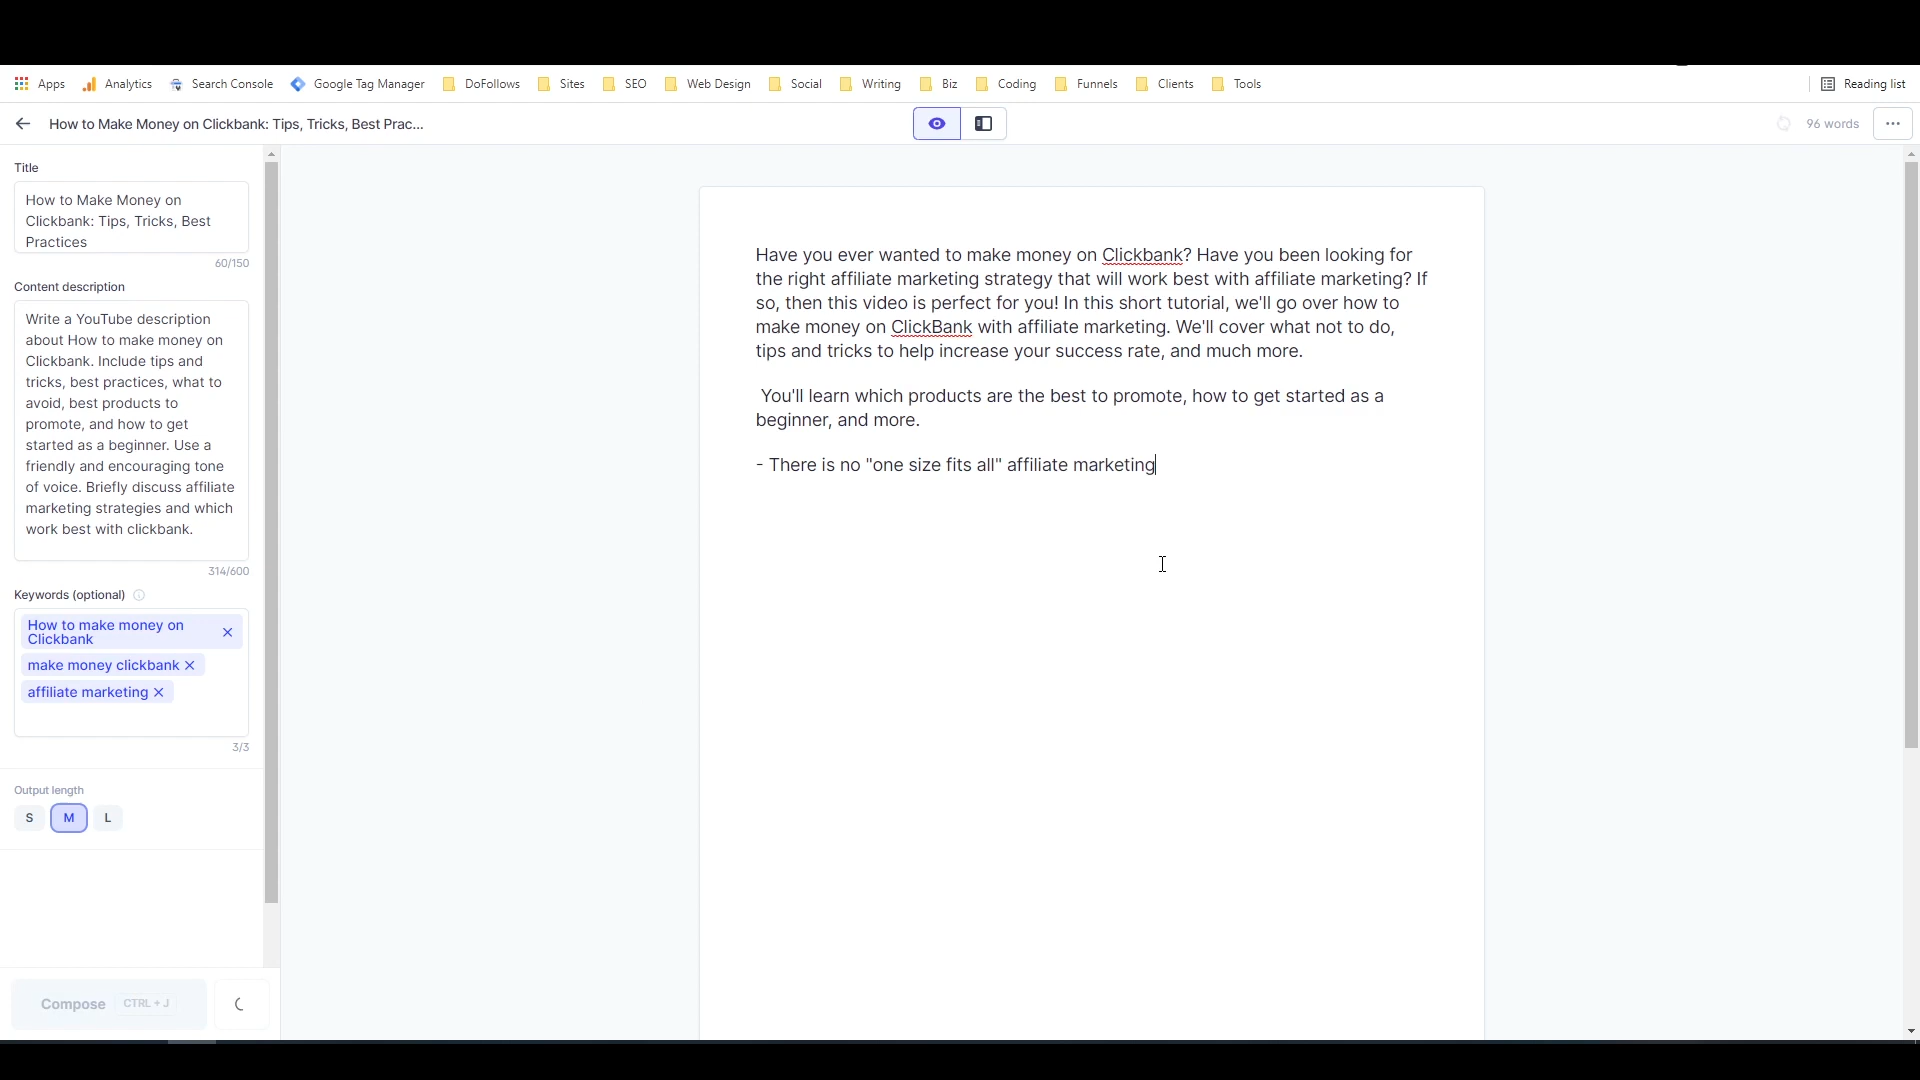 Apps Analytics Search Console Google Tag Manager DoFollows Sites SEO Web Design Social Writing Biz Coding Funnels Clients Tools Reading list
How to Make Money on Clickbank: Tips, Tricks, Best Prac...
96 words
Title
How to Make Money on
Clickbank: Tips, Tricks, Best
Practices
60/150
Content description
Write a YouTube description
about How to make money on
Clickbank. Include tips and
tricks, best practices, what to
avoid, best products to
promote, and how to get
started as a beginner. Use a
friendly and encouraging tone
of voice. Briefly discuss affiliate
marketing strategies and which
work best with clickbank.
314/600
Keywords (optional)
How to make money on
Clickbank
make money clickbank
affiliate marketing
3/3
Output length
S M L
Compose CTRL + J
Have you ever wanted to make money on Clickbank? Have you been looking for
the right affiliate marketing strategy that will work best with affiliate marketing? If
so, then this video is perfect for you! In this short tutorial, we'll go over how to
make money on ClickBank with affiliate marketing. We'll cover what not to do,
tips and tricks to help increase your success rate, and much more.
You'll learn which products are the best to promote, how to get started as a
beginner, and more.
- There is no "one size fits all" affiliate marketing